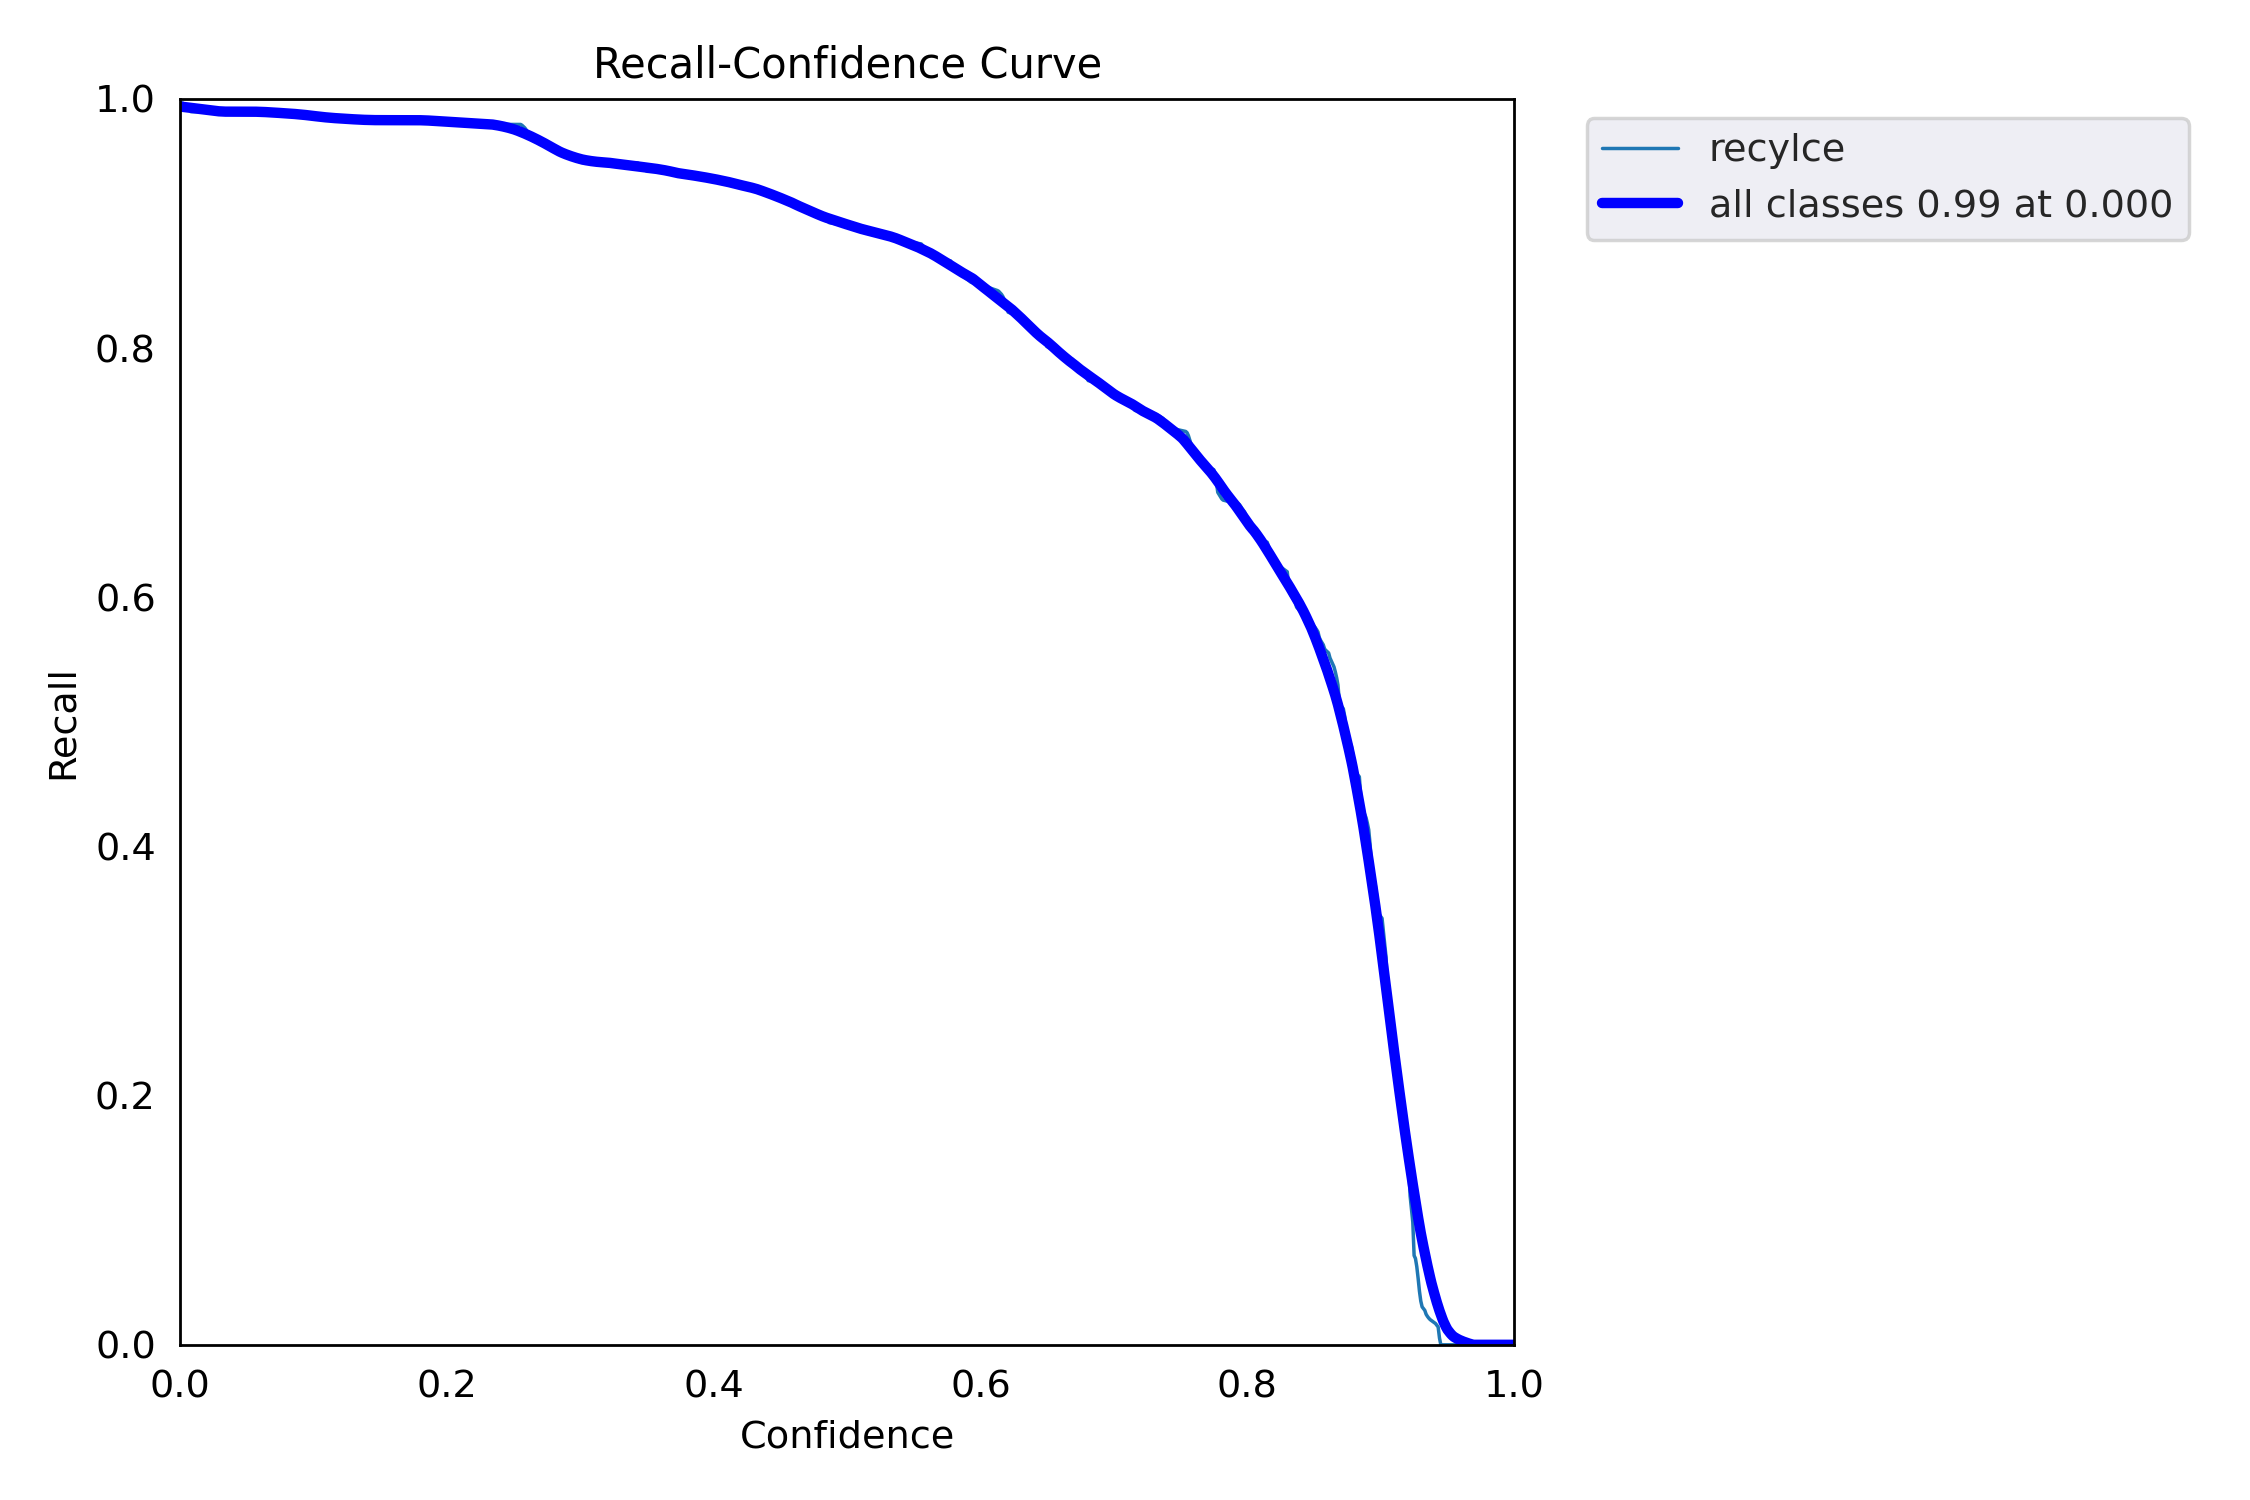 Recall-Confidence Curve
recylce
all classes 0.99 at 0.000
1.0
0.8
0.6
0.4
0.2
0.0
Recall
0.0 0.2 0.4 0.6 0.8 1.0
Confidence